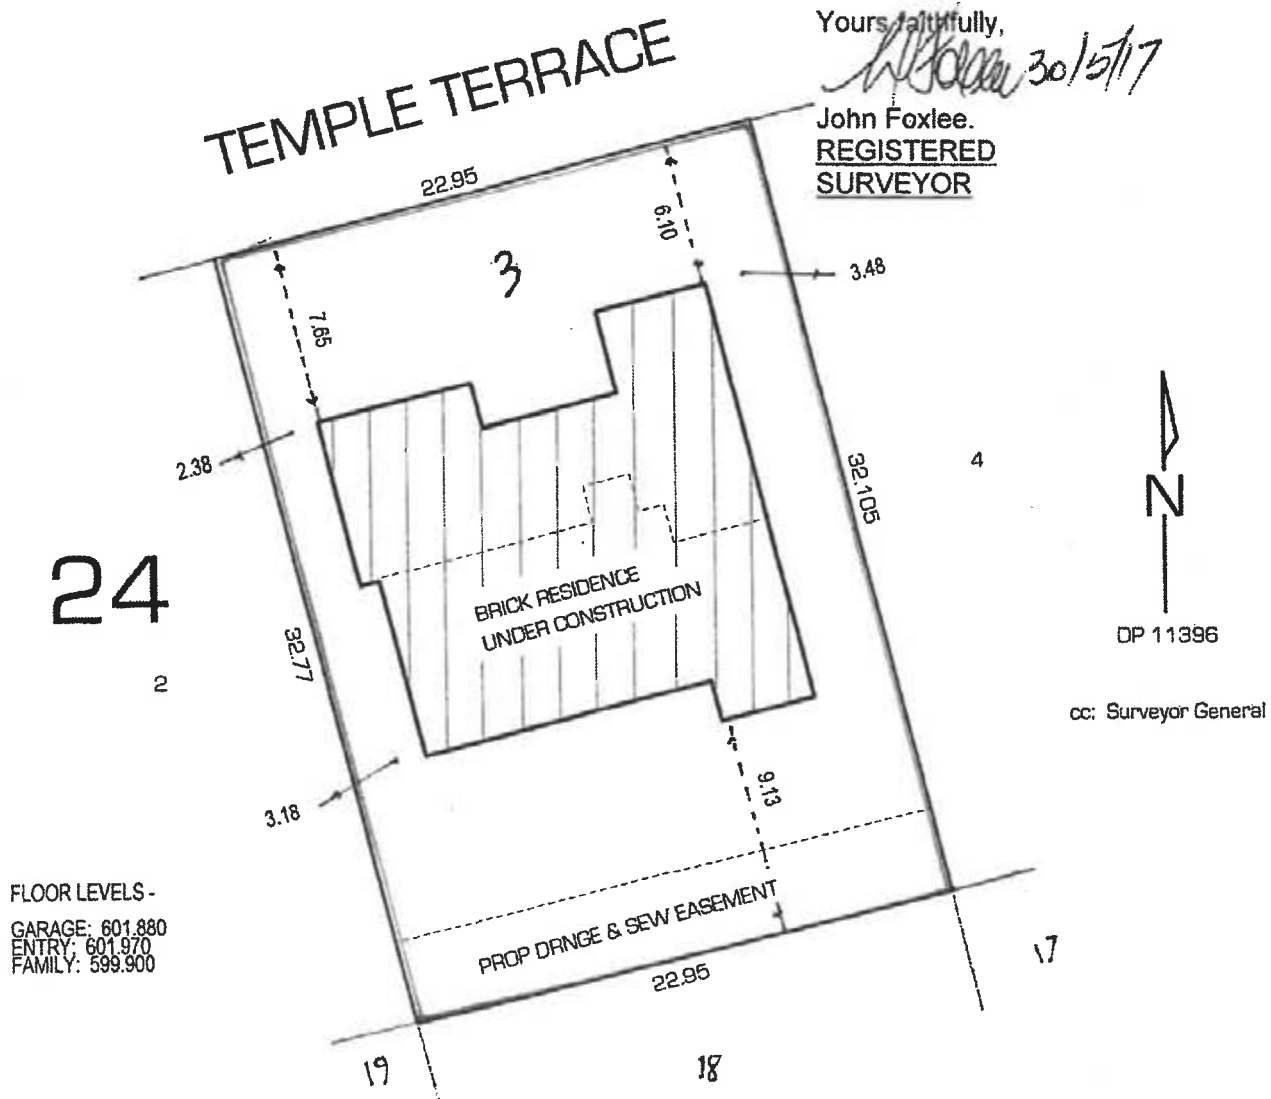 Yours faithfully,
30/5/17
John Foxlee.
REGISTERED
SURVEYOR
TEMPLE TERRACE
22.95
6.10
3
3.48
7.65
2.38
32.105
4
N
24
BRICK RESIDENCE
UNDER CONSTRUCTION
32.77
2
DP 11396
cc: Surveyor General
9.13
3.18
FLOOR LEVELS -
GARAGE: 601.880
ENTRY: 601.970
FAMILY: 599.900
PROP DRNGE & SEW EASEMENT
22.95
17
19
18